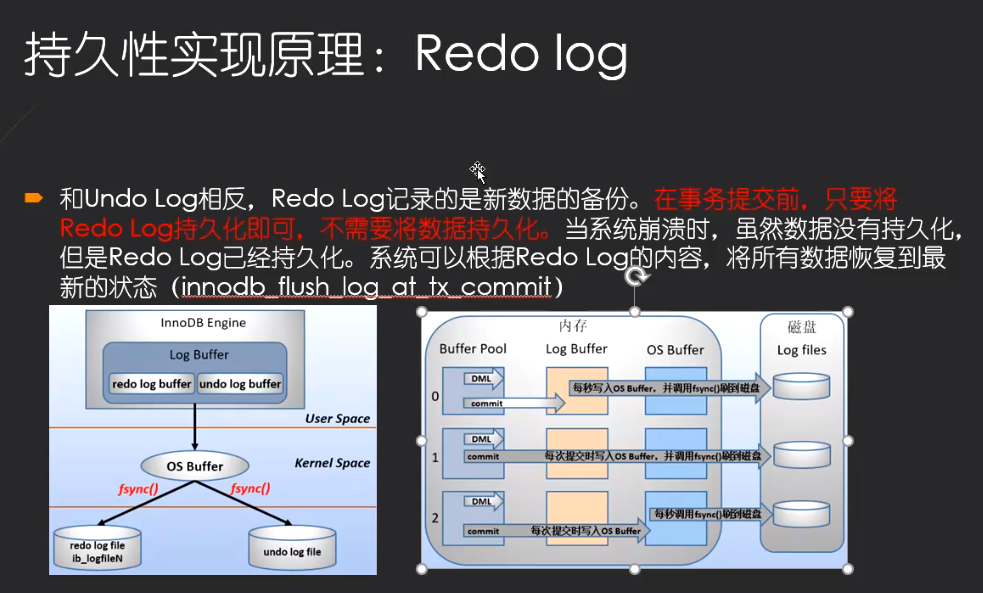 持久性实现原理：Redo log
和Undo Log相反，Redo Log记录的是新数据的备份。在事务提交前，只要将
Redo Log持久化即可，不需要将数据持久化。当系统崩溃时，虽然数据没有持久化，
但是Redo Log已经持久化。系统可以根据Redo Log的内容，将所有数据恢复到最
新的状态（innodb_flush_log_at_tx_commit）
InnoDB Engine
Log Buffer
redo log buffer
undo log buffer
User Space
OS Buffer
Kernel Space
fsync()
fsync()
redo log file
ib_logfileN
undo log file
内存
磁盘
Buffer Pool
Log Buffer
OS Buffer
Log files
0
DML
commit
每秒写入OS Buffer，并调用fsync()刷到磁盘
1
DML
commit
每次提交时写入OS Buffer，并调用fsync()刷到磁盘
2
DML
每秒调用fsync()刷到磁盘
commit
每次提交时写入OS Buffer